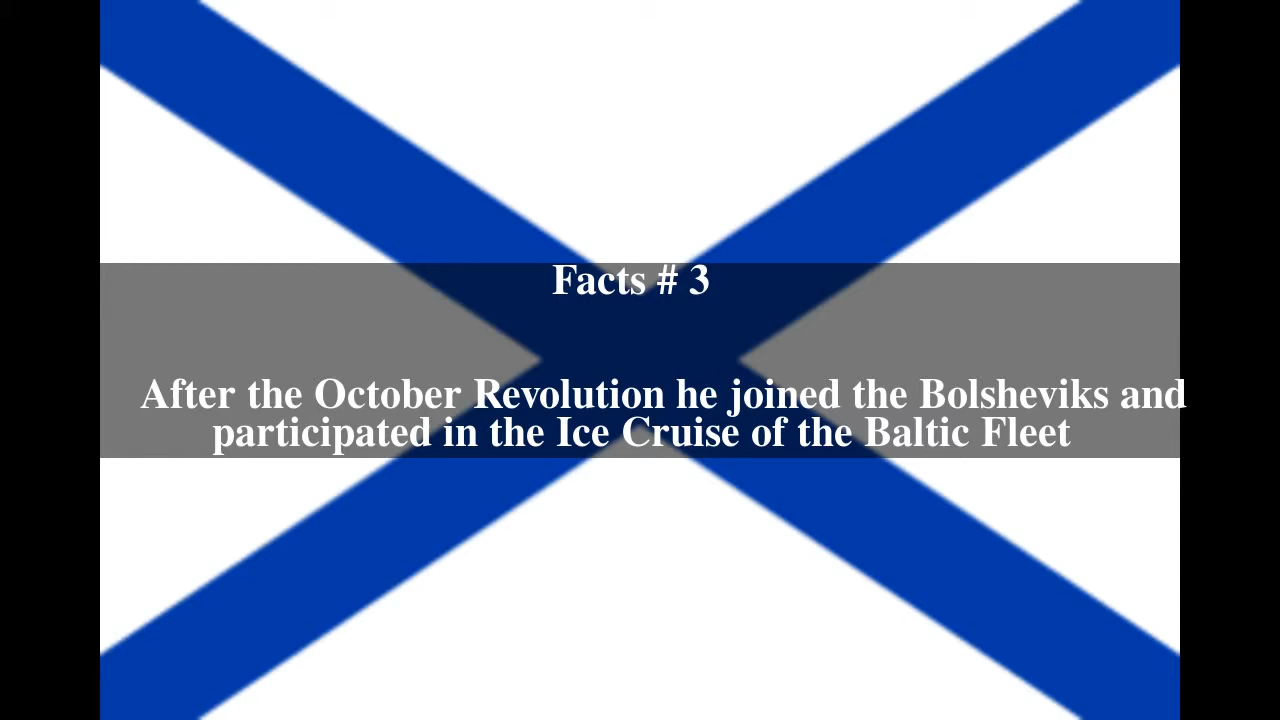 Facts # 3
After the October Revolution he joined the Bolsheviks and
participated in the Ice Cruise of the Baltic Fleet